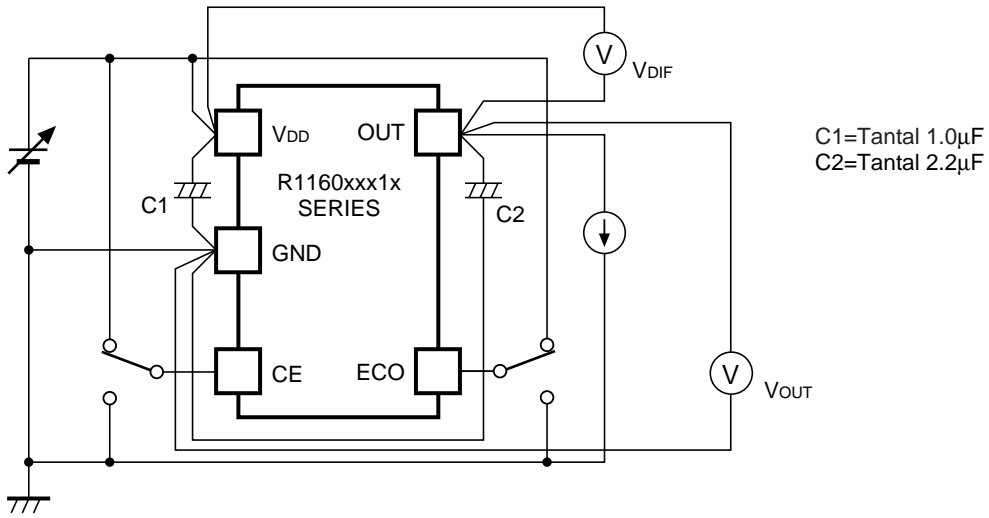 V
VDIF
VDD
OUT
C1=Tantal 1.0µF
C2=Tantal 2.2µF
R1160xxx1x
SERIES
C1
C2
GND
CE
ECO
V
VOUT